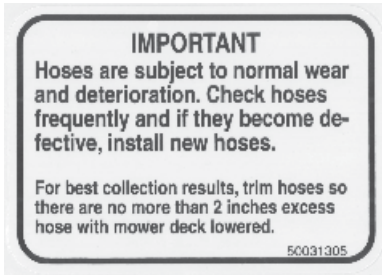 IMPORTANT
Hoses are subject to normal wear
and deterioration. Check hoses
frequently and if they become de-
fective, install new hoses.
For best collection results, trim hoses so
there are no more than 2 inches excess
hose with mower deck lowered.
50031305